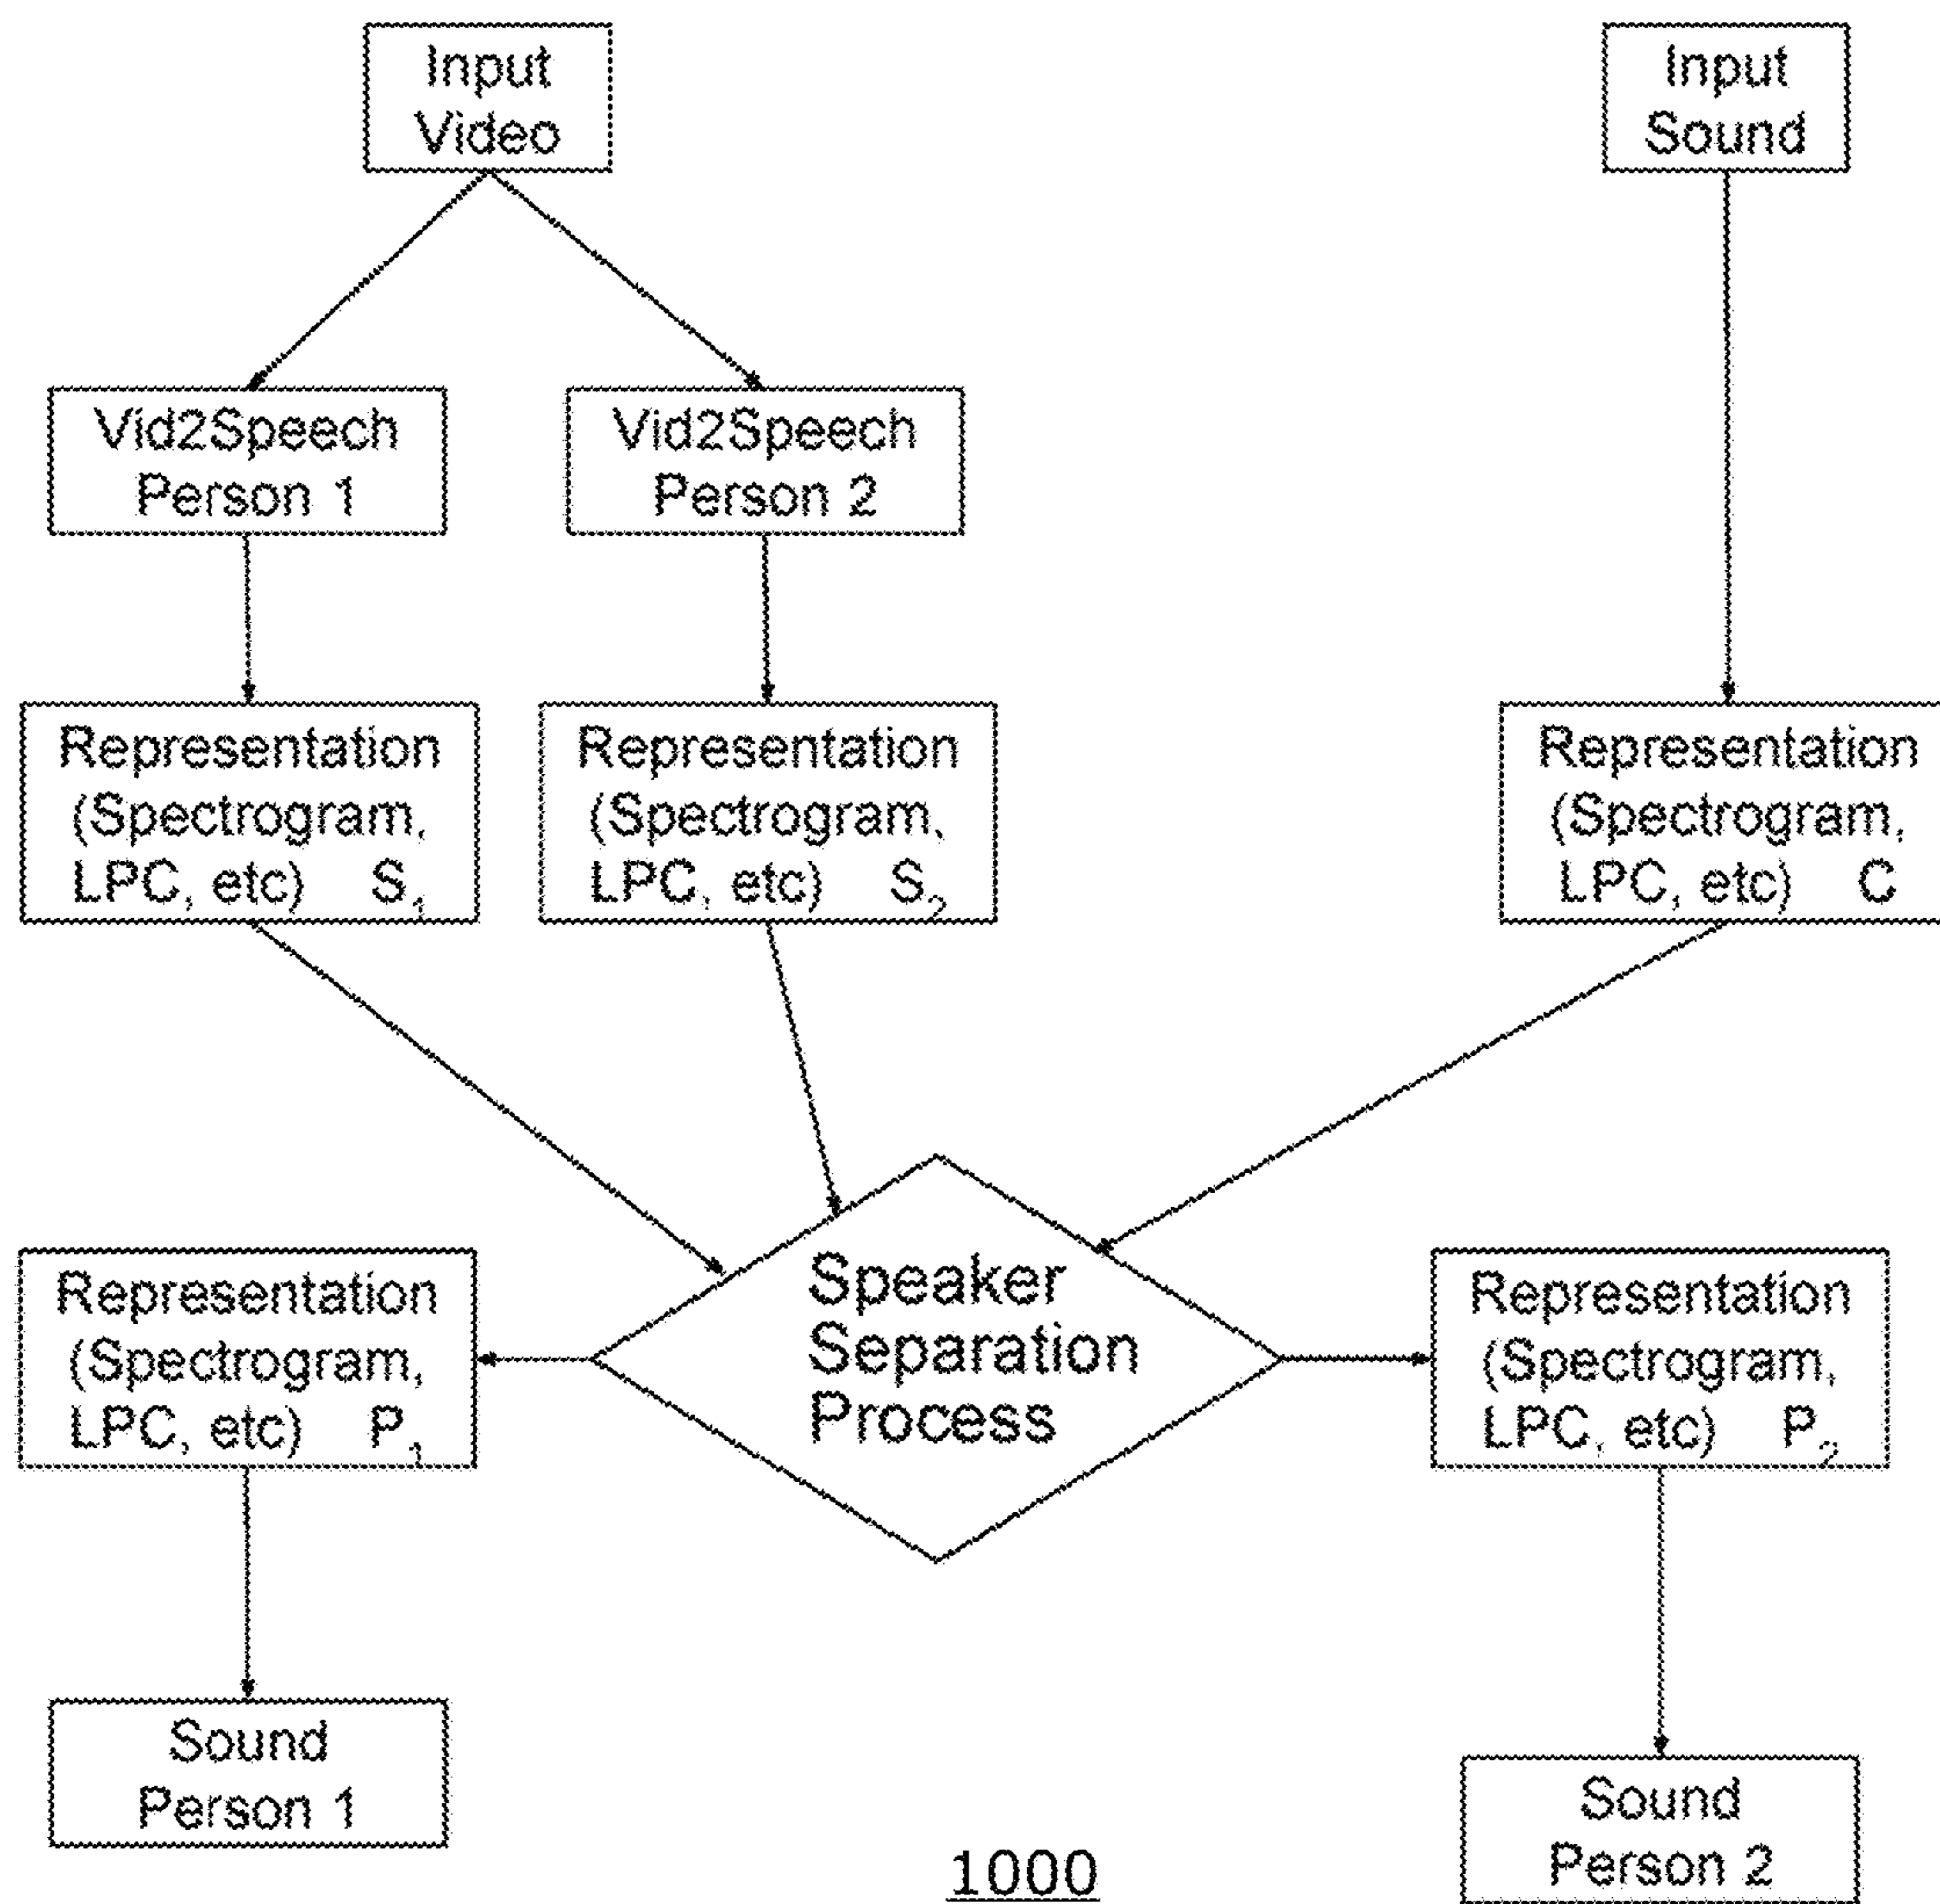 Input
Video
Input
Sound
Vid2Speech
Person 1
Vid2Speech
Person 2
Representation
(Spectrogram,
LPC, etc) S₁
Representation
(Spectrogram,
LPC, etc) S₂
Representation
(Spectrogram,
LPC, etc) C
Speaker
Separation
Process
Representation
(Spectrogram,
LPC, etc) P₁
Representation
(Spectrogram,
LPC, etc) P₂
Sound
Person 1
Sound
Person 2
1000